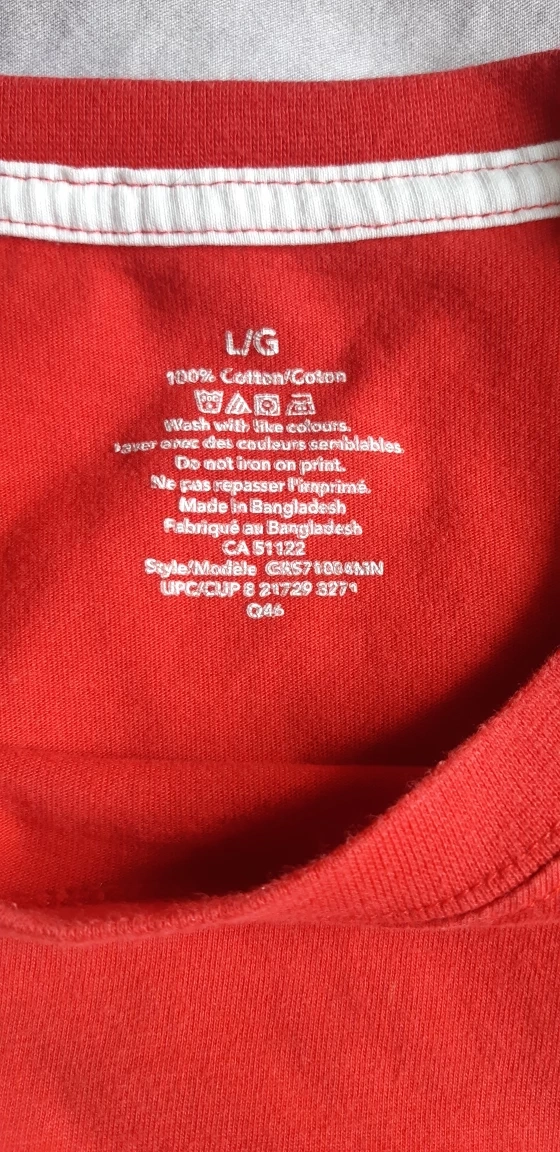 L/G
100% Cotton/Coton
Wash with like colours.
Laver avec des couleurs semblables.
Do not iron on print.
Ne pas repasser l'imprimé.
Made in Bangladesh
Fabriqué au Bangladesh
CA 51122
Style/Modèle
UPC/CUP 8 21729 3271
Q46